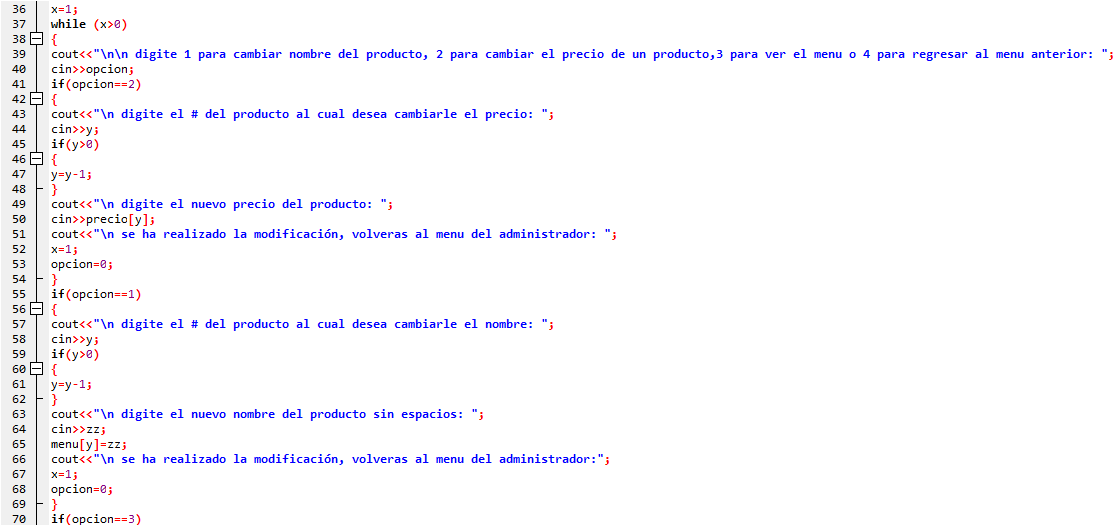 36 x=1;
37 while (x>0)
38 {
39 cout<<"\n\n digite 1 para cambiar nombre del producto, 2 para cambiar el precio de un producto,3 para ver el menu o 4 para regresar al menu anterior: ";
40 cin>>opcion;
41 if(opcion==2)
42 {
43 cout<<"\n digite el # del producto al cual desea cambiarle el precio: ";
44 cin>>y;
45 if(y>0)
46 {
47 y=y-1;
48 }
49 cout<<"\n digite el nuevo precio del producto: ";
50 cin>>precio[y];
51 cout<<"\n se ha realizado la modificación, volveras al menu del administrador: ";
52 x=1;
53 opcion=0;
54 }
55 if(opcion==1)
56 {
57 cout<<"\n digite el # del producto al cual desea cambiarle el nombre: ";
58 cin>>y;
59 if(y>0)
60 {
61 y=y-1;
62 }
63 cout<<"\n digite el nuevo nombre del producto sin espacios: ";
64 cin>>zz;
65 menu[y]=zz;
66 cout<<"\n se ha realizado la modificación, volveras al menu del administrador:";
67 x=1;
68 opcion=0;
69 }
70 if(opcion==3)